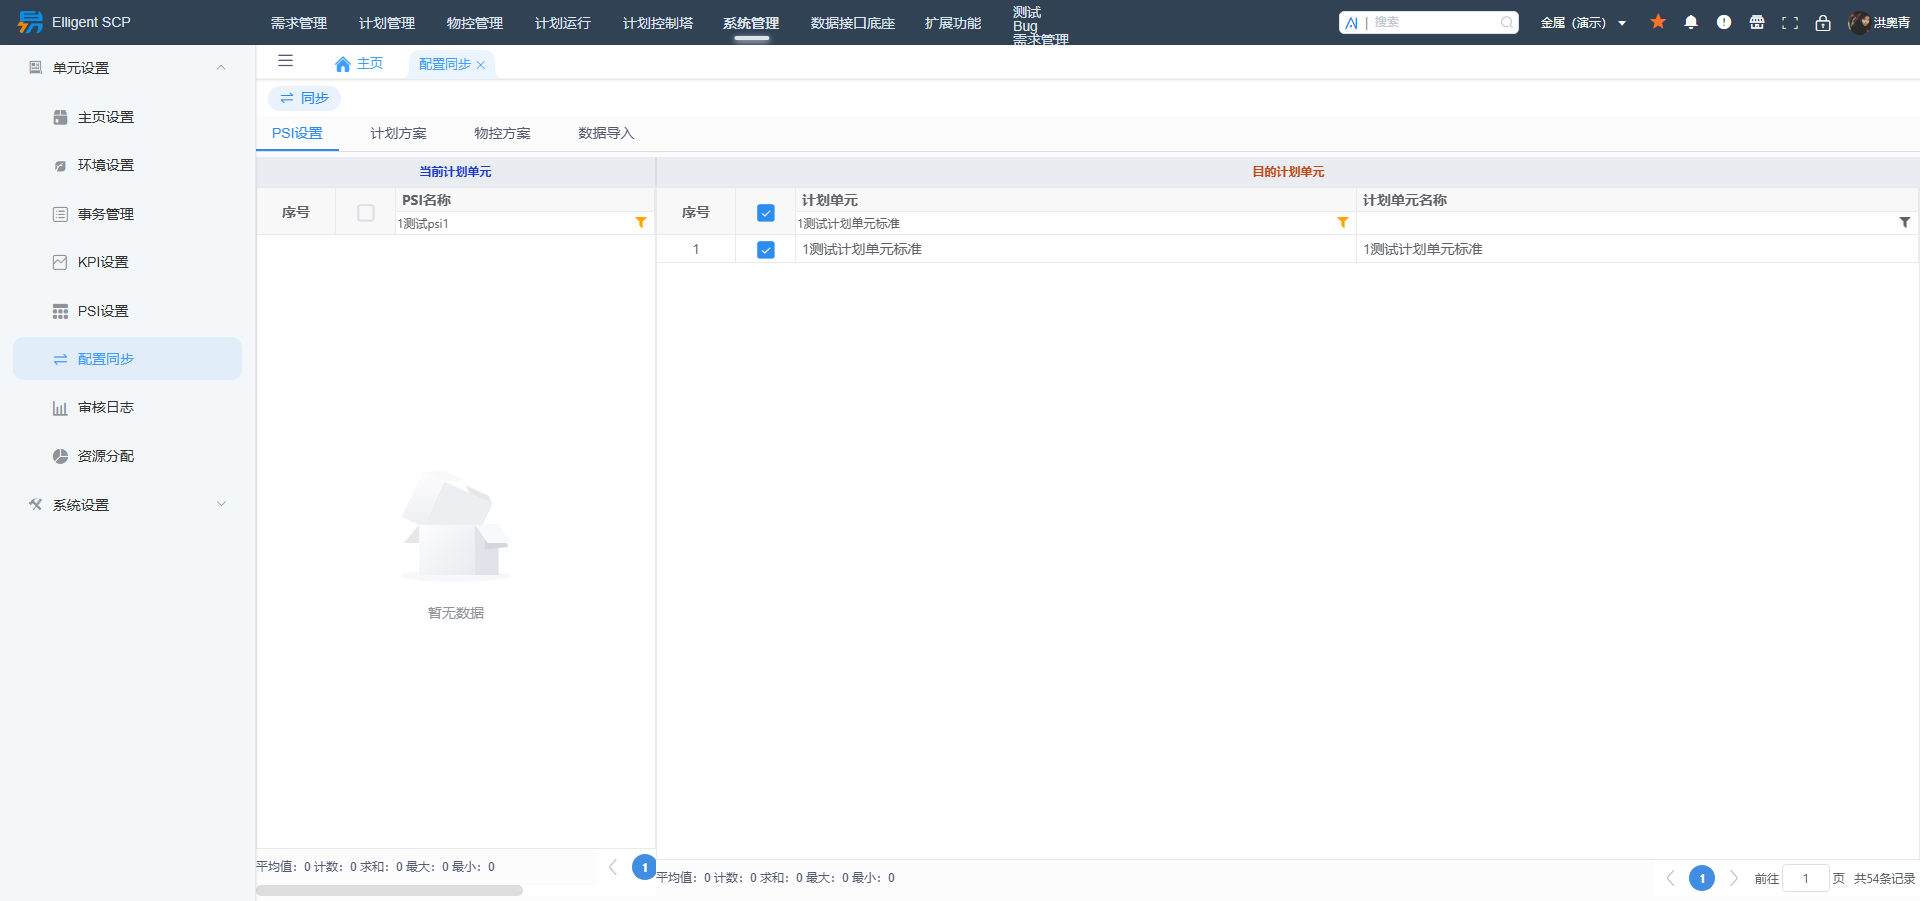 Elligent SCP
需求管理 计划管理 物控管理 计划运行 计划控制塔 系统管理 数据接口底座 扩展功能
测试
Bug
需求管理
AI | 搜索
金属（演示）
洪奥青
单元设置
主页设置
环境设置
事务管理
KPI设置
PSI设置
配置同步
审核日志
资源分配
系统设置
主页 配置同步
同步
PSI设置 计划方案 物控方案 数据导入
当前计划单元
目的计划单元
序号 PSI名称
1测试psi1
序号 计划单元 计划单元名称
1测试计划单元标准
1 1测试计划单元标准 1测试计划单元标准
暂无数据
平均值：0 计数：0 求和：0 最大：0 最小：0
1
平均值：0 计数：0 求和：0 最大：0 最小：0
1 前往 1 页 共54条记录